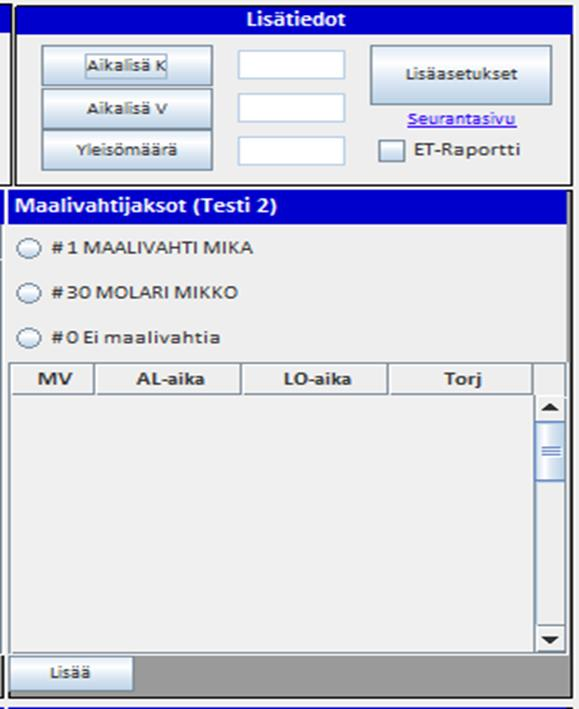 Lisätiedot
Aikalisä K
Lisäasetukset
Aikalisä V
Seurantasivu
Yleisömäärä
ET-Raportti
Maalivahtijaksot (Testi 2)
#1 MAALIVAHTI MIKA
#30 MOLARI MIKKO
#0 Ei maalivahtia
MV AL-aika LO-aika Torj
Lisää